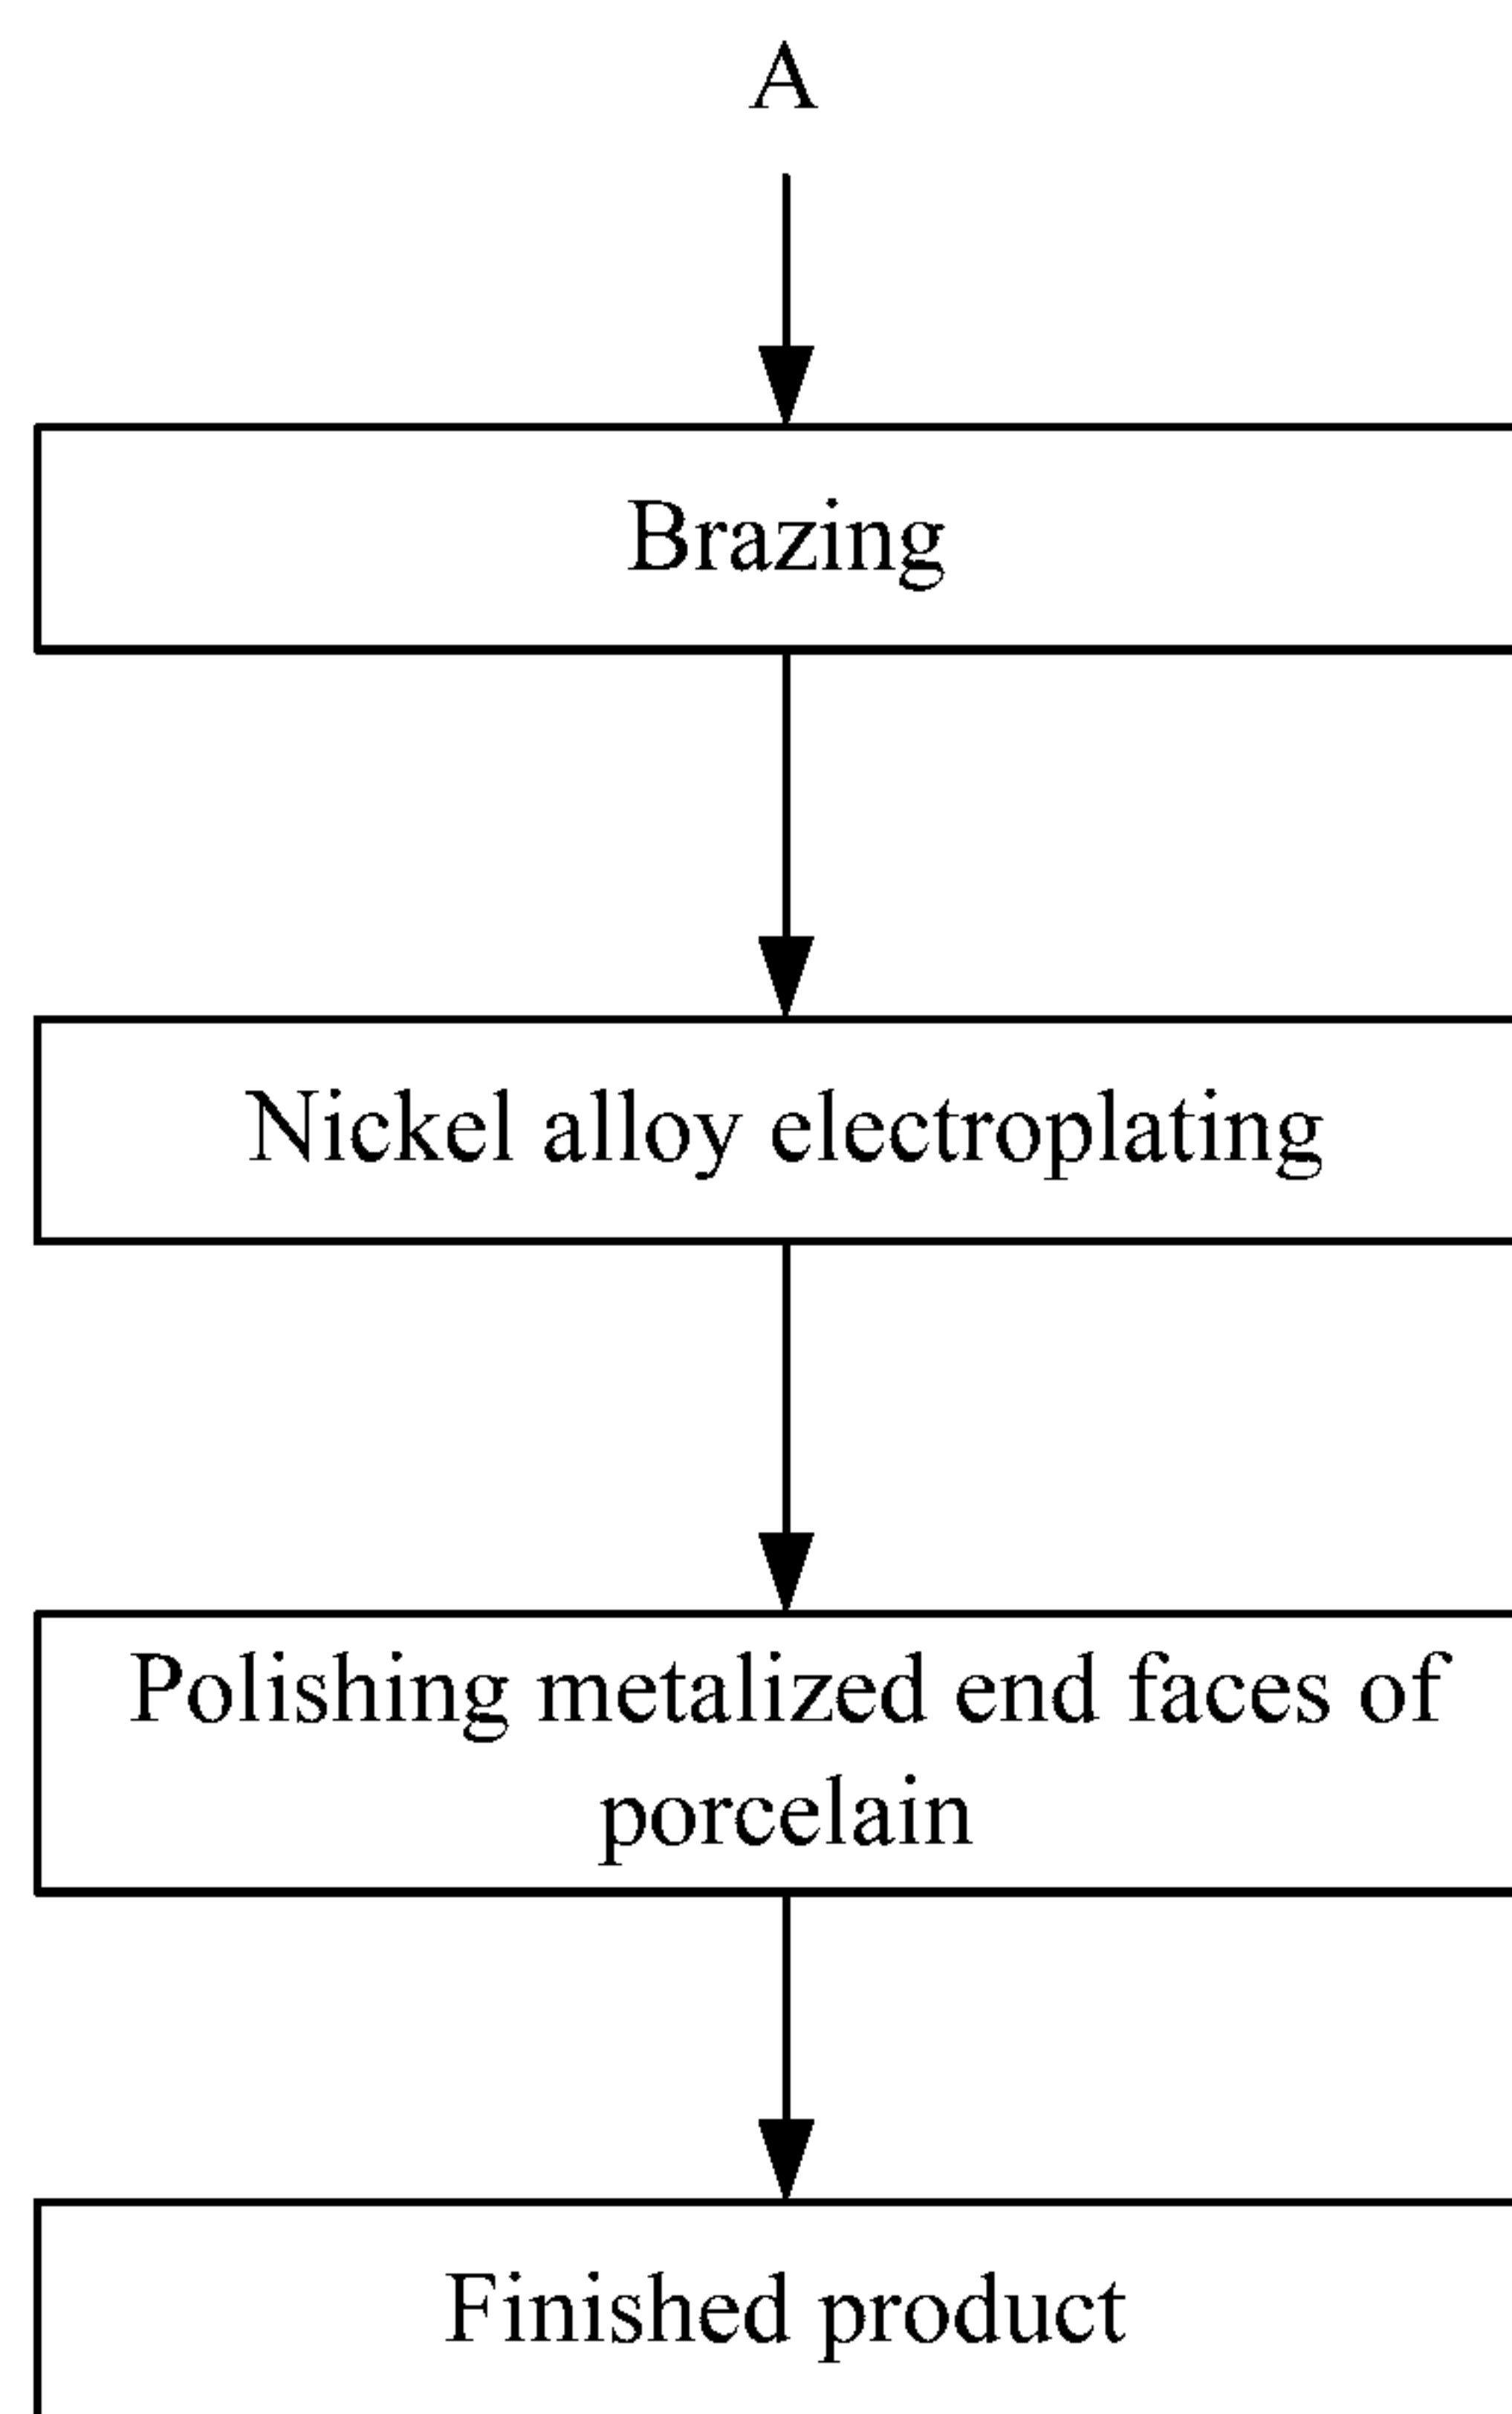 A
Brazing
Nickel alloy electroplating
Polishing metalized end faces of
porcelain
Finished product